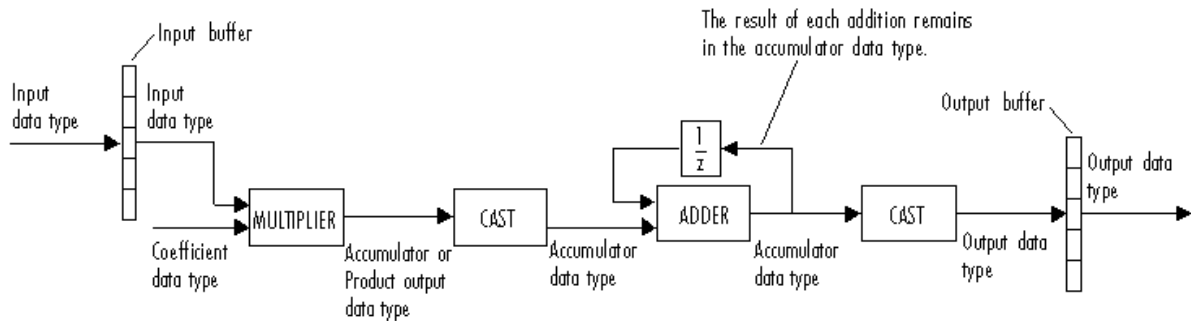 The result of each addition remains
in the accumulator data type.
Input buffer
Input
data type
Input
data type
Output buffer
1
z
Output data
type
MULTIPLIER
CAST
ADDER
CAST
Coefficient
data type
Accumulator or
Product output
data type
Accumulator
data type
Accumulator
data type
Output data
type